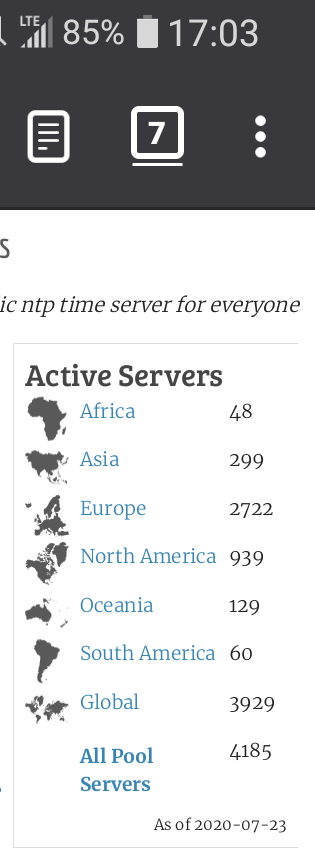 LTE 85% 17:03
7
s
ic ntp time server for everyone
Active Servers
Africa 48
Asia 299
Europe 2722
North America 939
Oceania 129
South America 60
Global 3929
All Pool 4185
Servers
As of 2020-07-23